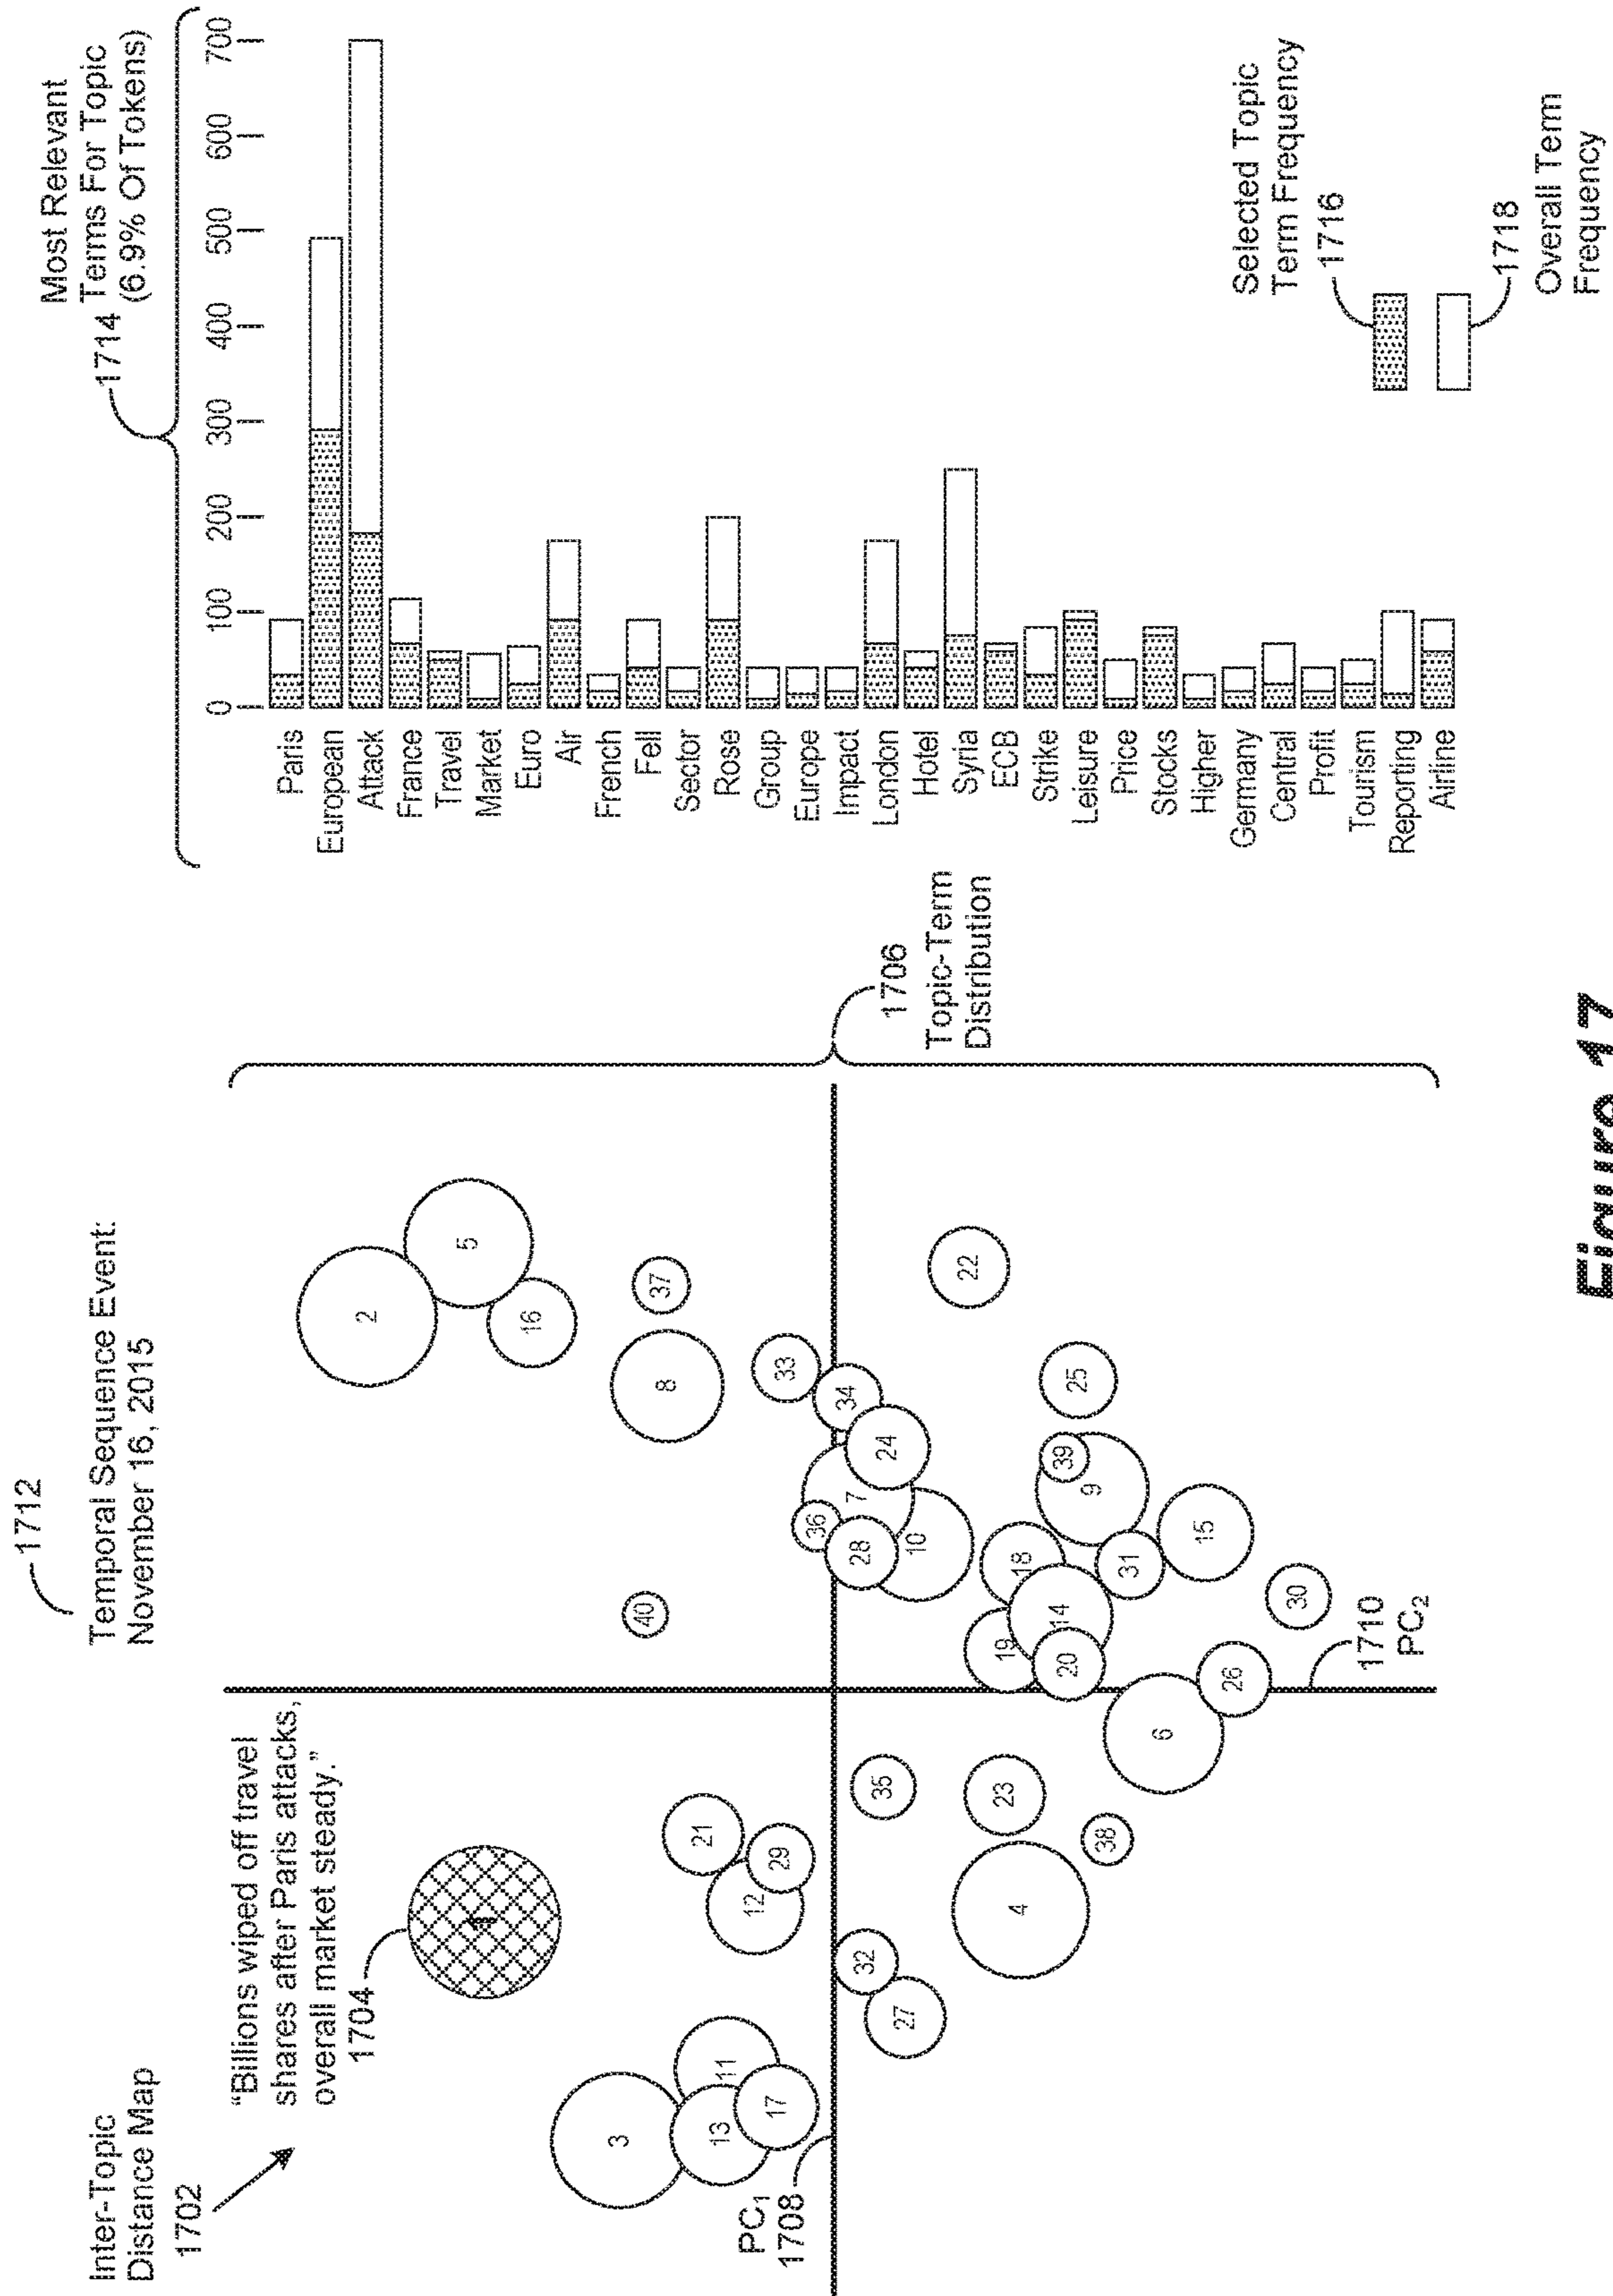 Inter-Topic
Distance Map
1702
1712
Temporal Sequence Event:
November 16, 2015
"Billions wiped off travel
shares after Paris attacks,
overall market steady."
1704
1
2
5
16
37
8
40
33
34
24
7
36
28
10
22
25
39
9
18
14
19
20
31
15
30
26
6
3
11
13
17
21
12
29
35
23
38
4
32
27
PC1
1708
1710
PC2
1706
Topic-Term
Distribution
Most Relevant
1714 Terms For Topic
(6.9% Of Tokens)
0 100 200 300 400 500 600 700
Paris
European
Attack
France
Travel
Market
Euro
Air
French
Fell
Sector
Rose
Group
Europe
Impact
London
Hotel
Syria
ECB
Strike
Leisure
Price
Stocks
Higher
Germany
Central
Profit
Tourism
Reporting
Airline
Selected Topic
Term Frequency
1716
1718
Overall Term
Frequency
Figure 17